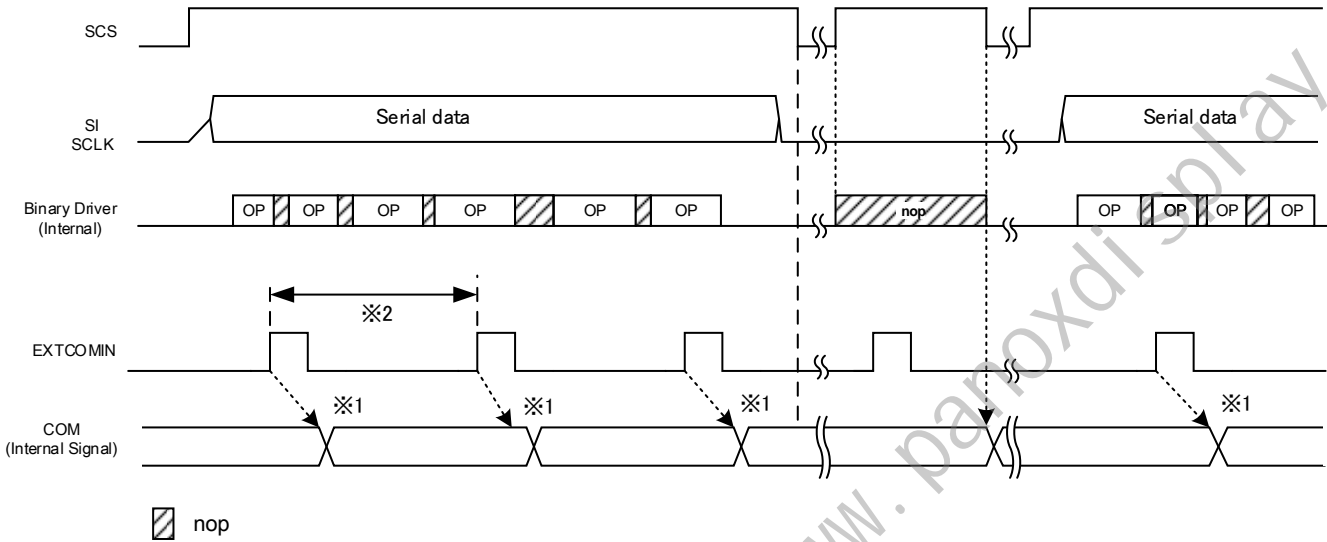 SCS
SI
SCLK
Serial data
Serial data
Binary Driver
(Internal)
OP
OP
OP
OP
OP
OP
nop
OP
OP
OP
OP
※2
EXTCOMIN
※1
※1
※1
※1
COM
(Internal Signal)
nop
www. panoxdisplay